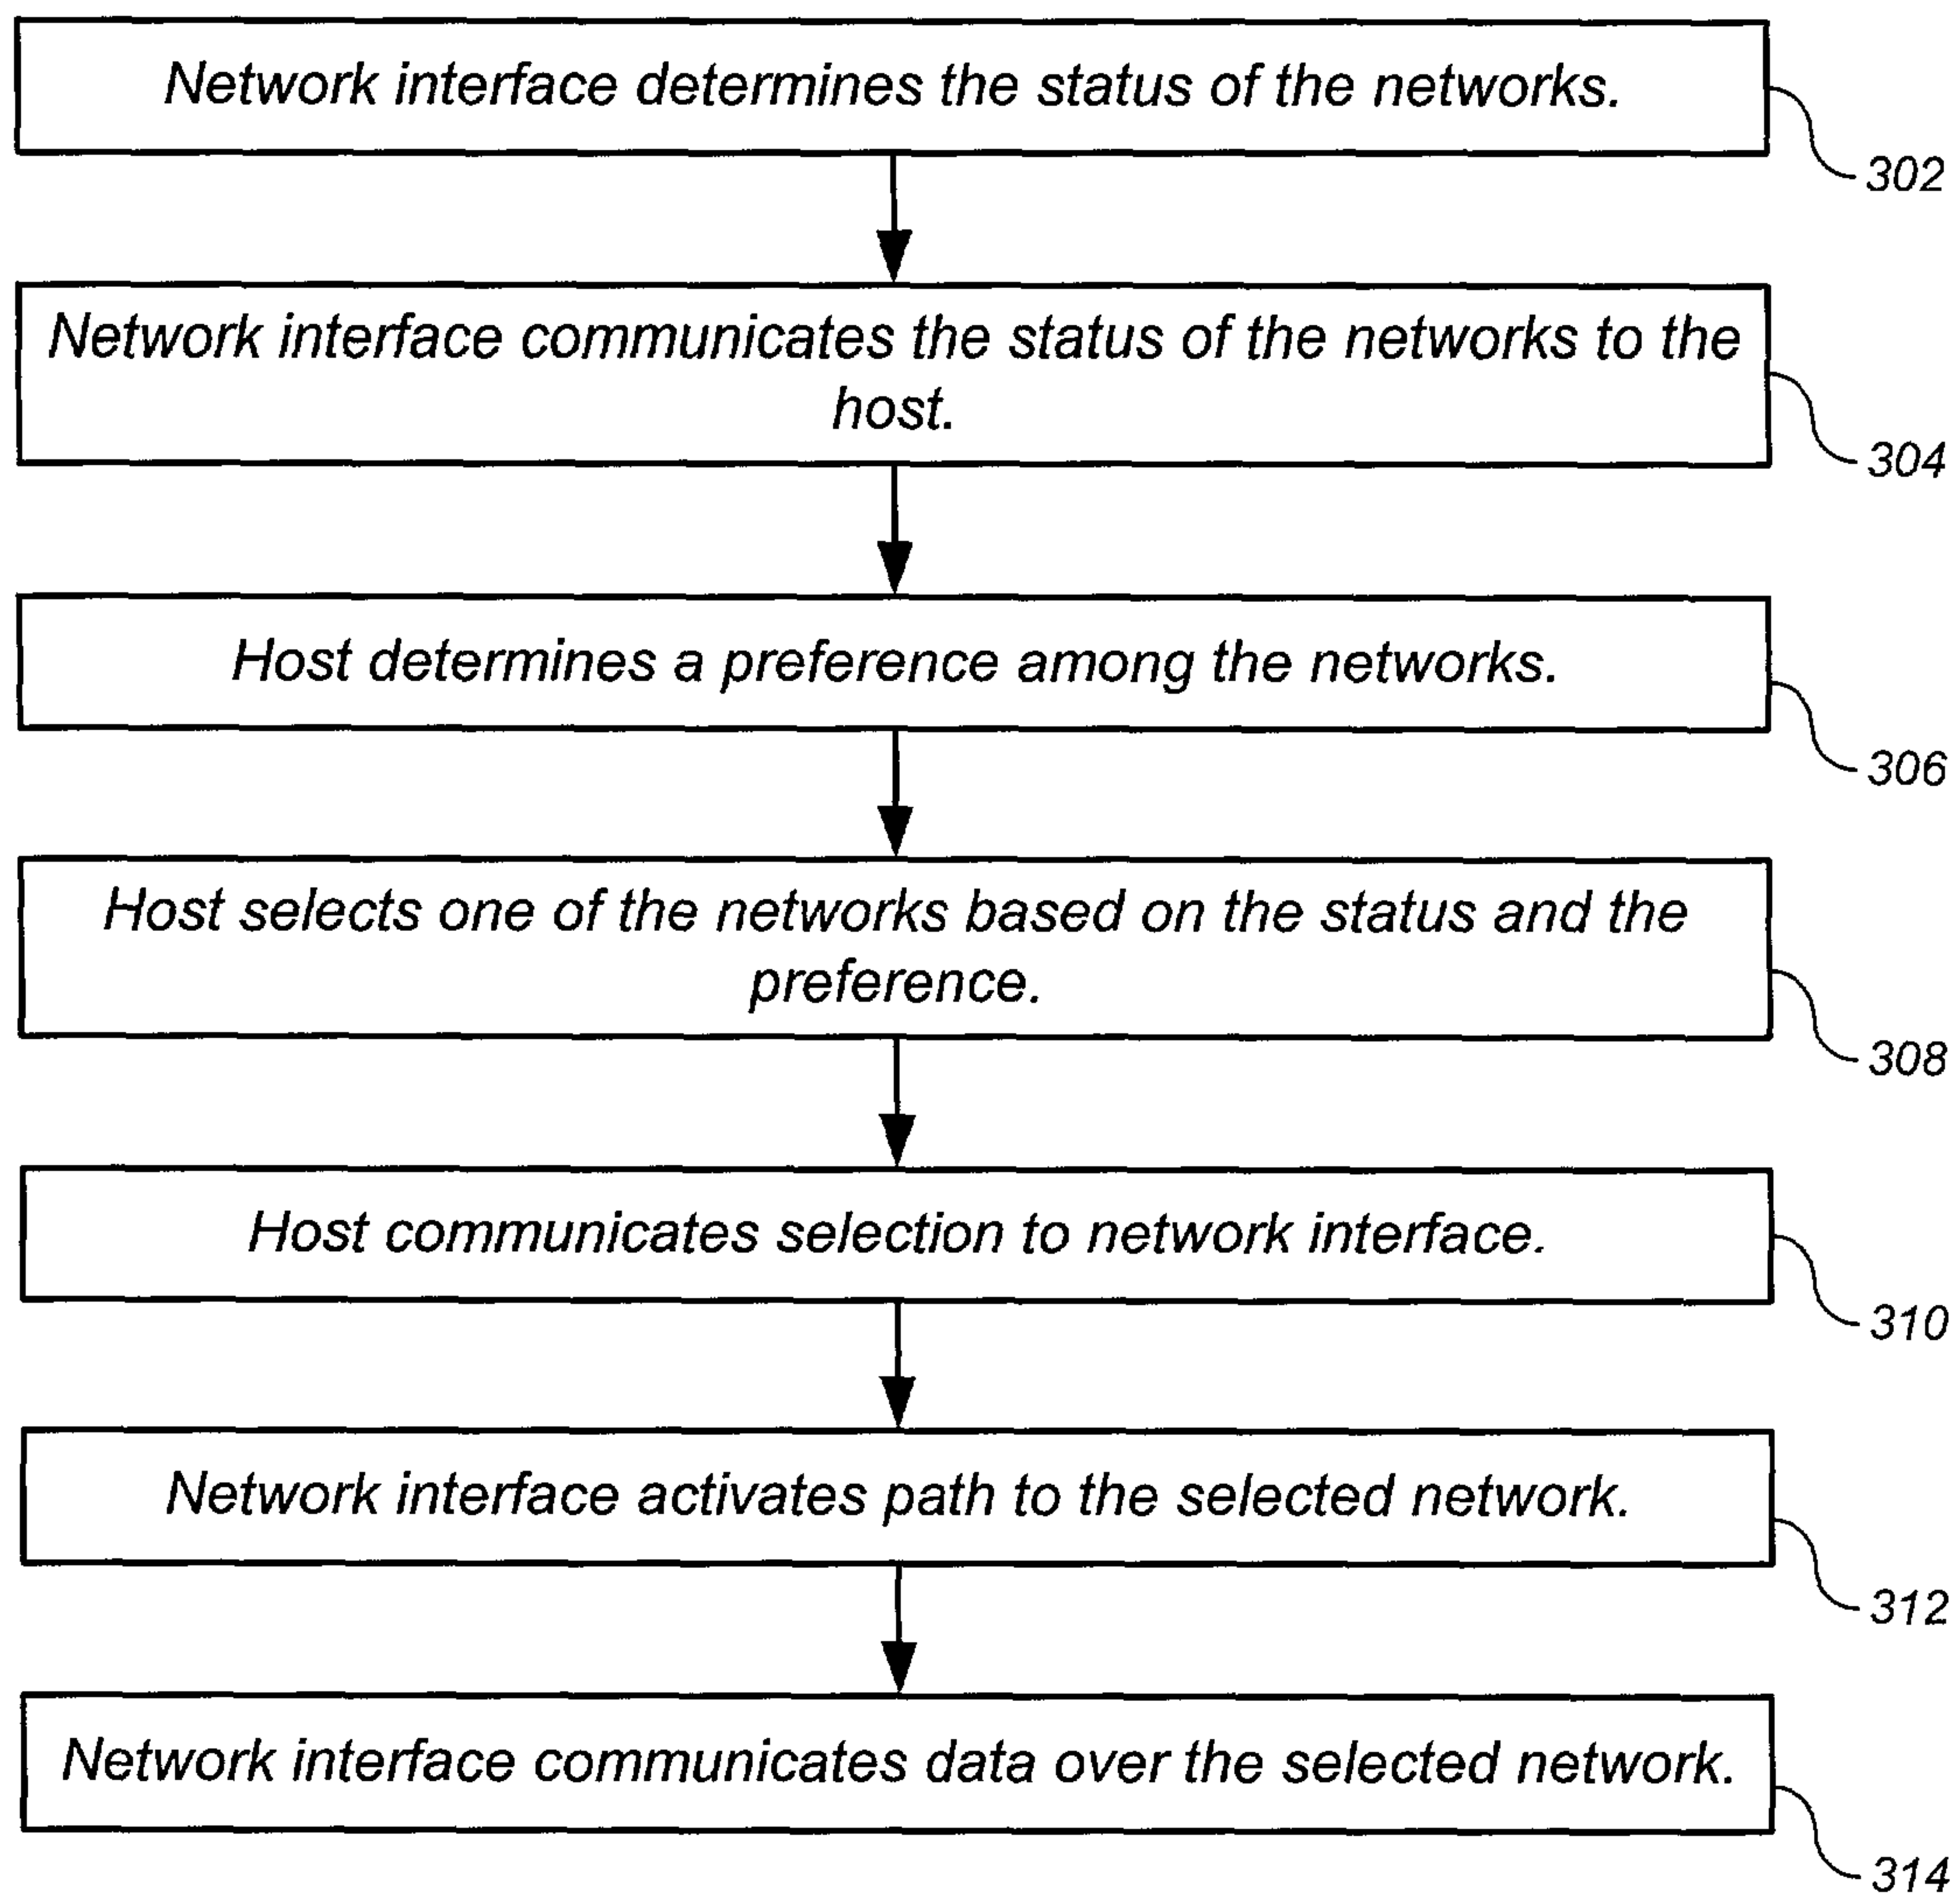 Network interface determines the status of the networks.
302
Network interface communicates the status of the networks to the
host.
304
Host determines a preference among the networks.
306
Host selects one of the networks based on the status and the
preference.
308
Host communicates selection to network interface.
310
Network interface activates path to the selected network.
312
Network interface communicates data over the selected network.
314